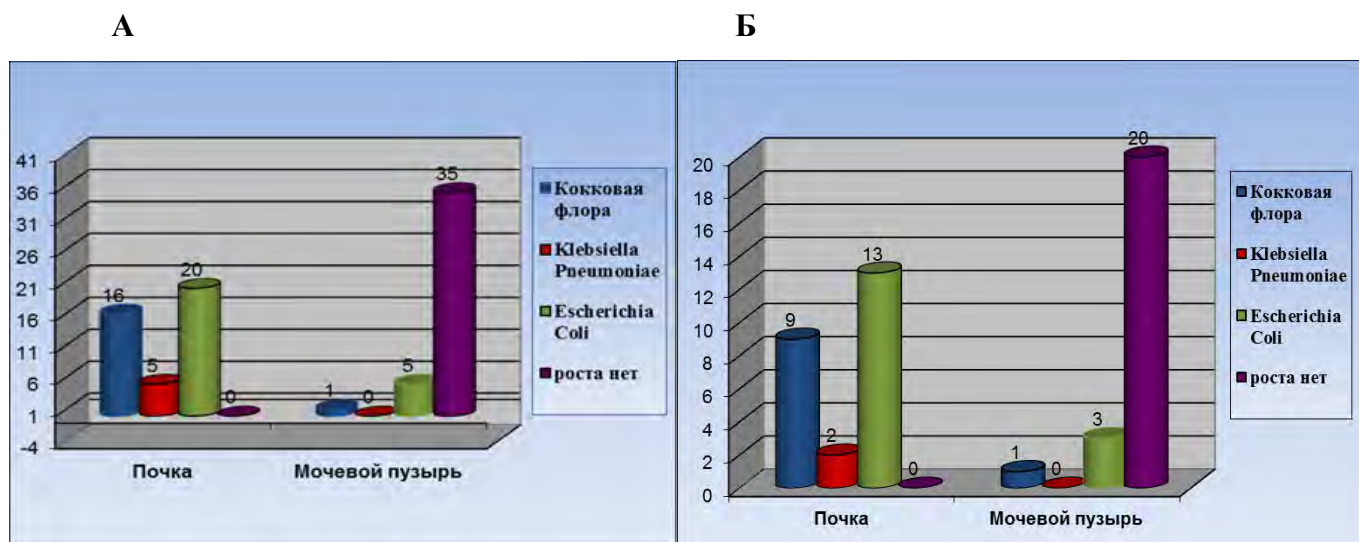 А
41
36
31
26
21
16
11
6
1
-4
16
5
20
0
1
0
5
35
Почка
Мочевой пузырь
Кокковая
флора
Klebsiella
Pneumoniae
Escherichia
Coli
роста нет
Б
20
18
16
14
12
10
8
6
4
2
0
9
2
13
0
1
0
3
20
Почка
Мочевой пузырь
Кокковая
флора
Klebsiella
Pneumoniae
Escherichia
Coli
роста нет